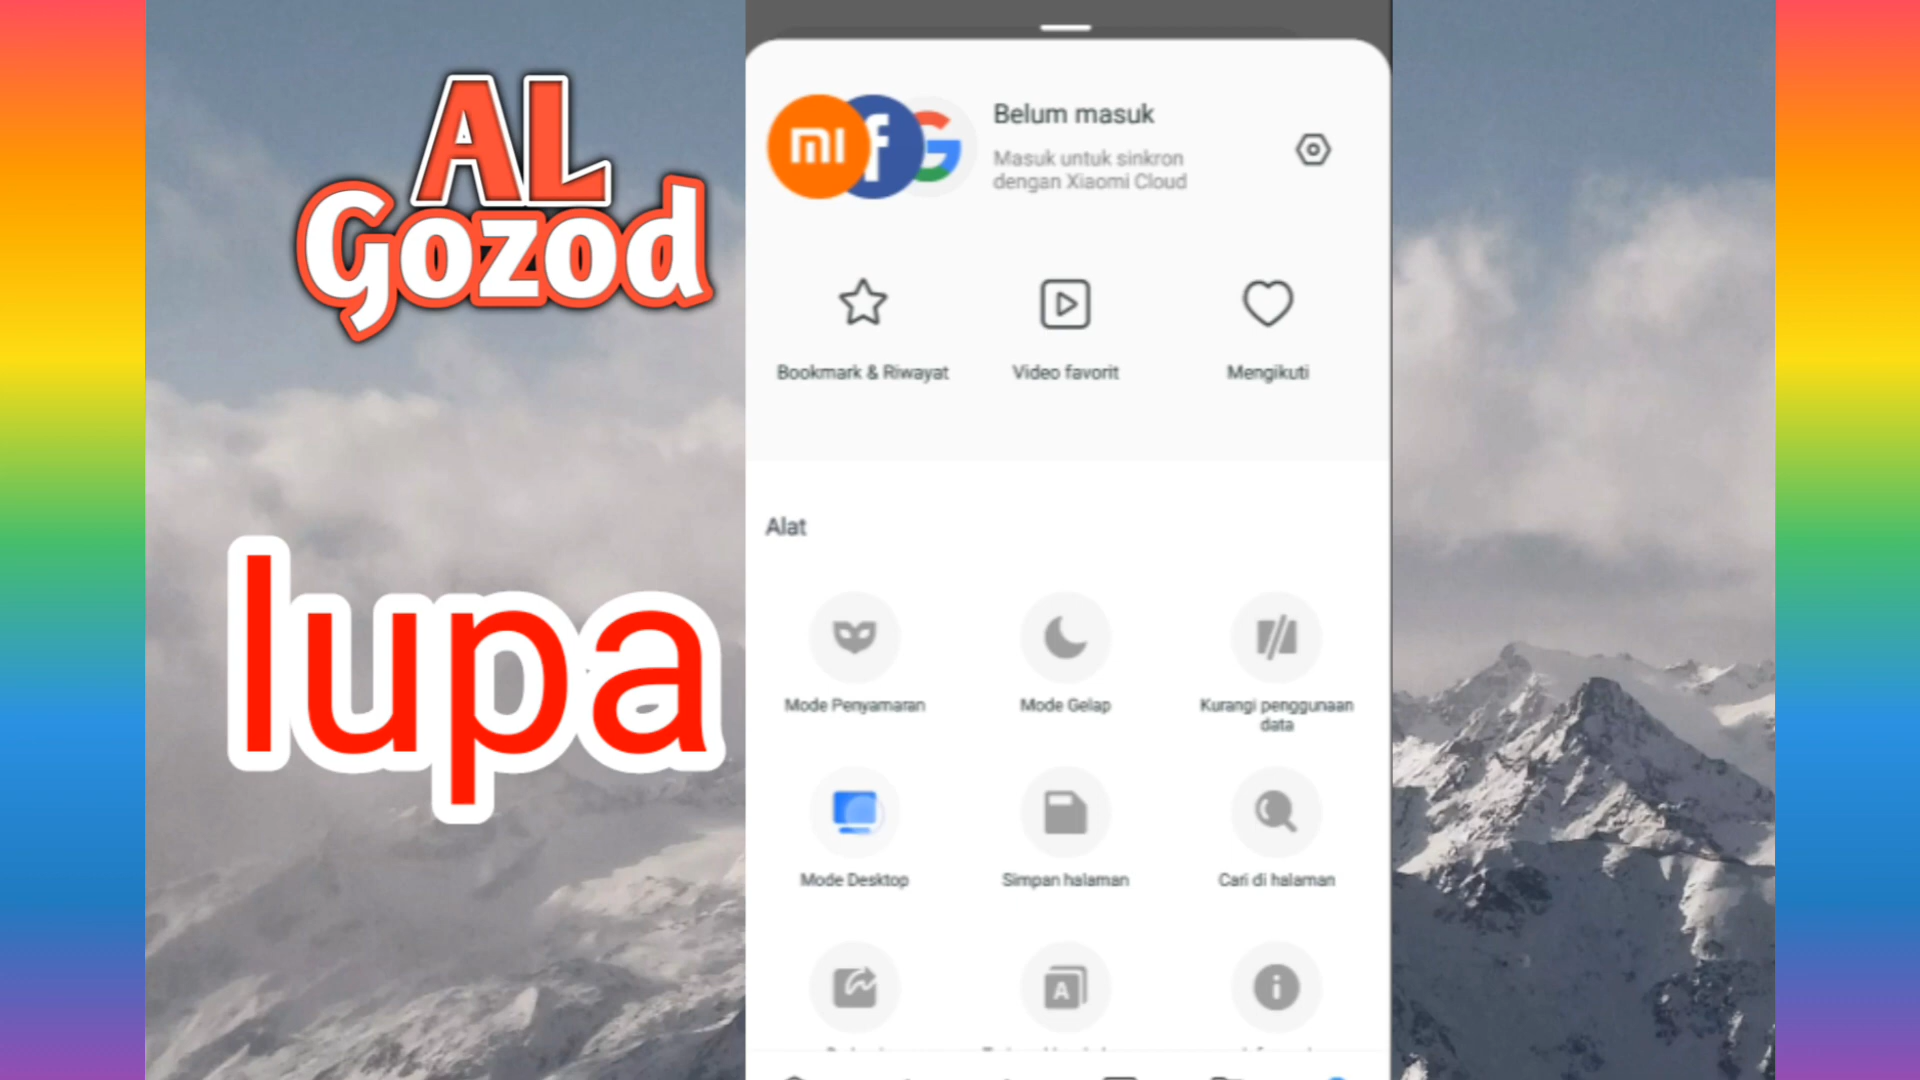 AL
Gozod
lupa
mi
f
G
Belum masuk
Masuk untuk sinkron
dengan Xiaomi Cloud
Bookmark & Riwayat
Video favorit
Mengikuti
Alat
Mode Penyamaran
Mode Gelap
Kurangi penggunaan
data
Mode Desktop
Simpan halaman
Cari di halaman
A